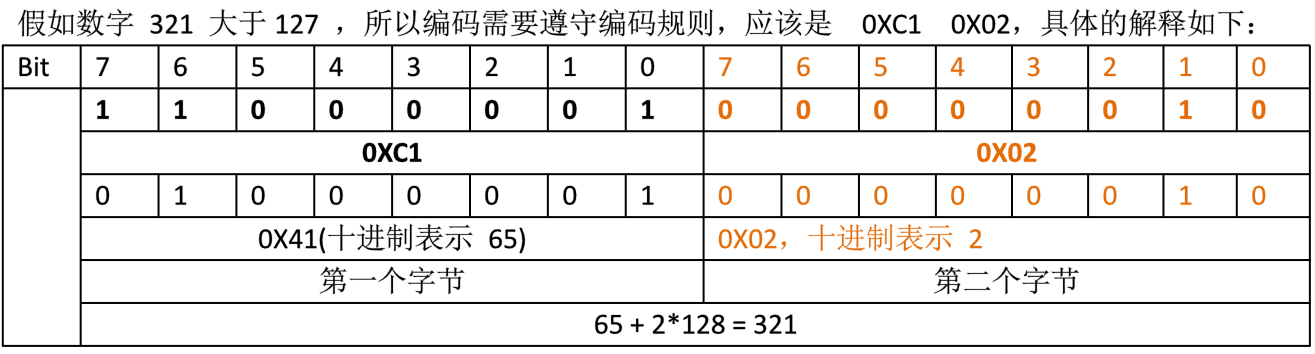 假如数字 321 大于 127 ，所以编码需要遵守编码规则，应该是 0XC1 0X02，具体的解释如下：
Bit 7 6 5 4 3 2 1 0 7 6 5 4 3 2 1 0
1 1 0 0 0 0 0 1 0 0 0 0 0 0 1 0
0XC1 0X02
0 1 0 0 0 0 0 1 0 0 0 0 0 0 1 0
0X41(十进制表示 65) 0X02，十进制表示 2
第一个字节 第二个字节
65 + 2*128 = 321